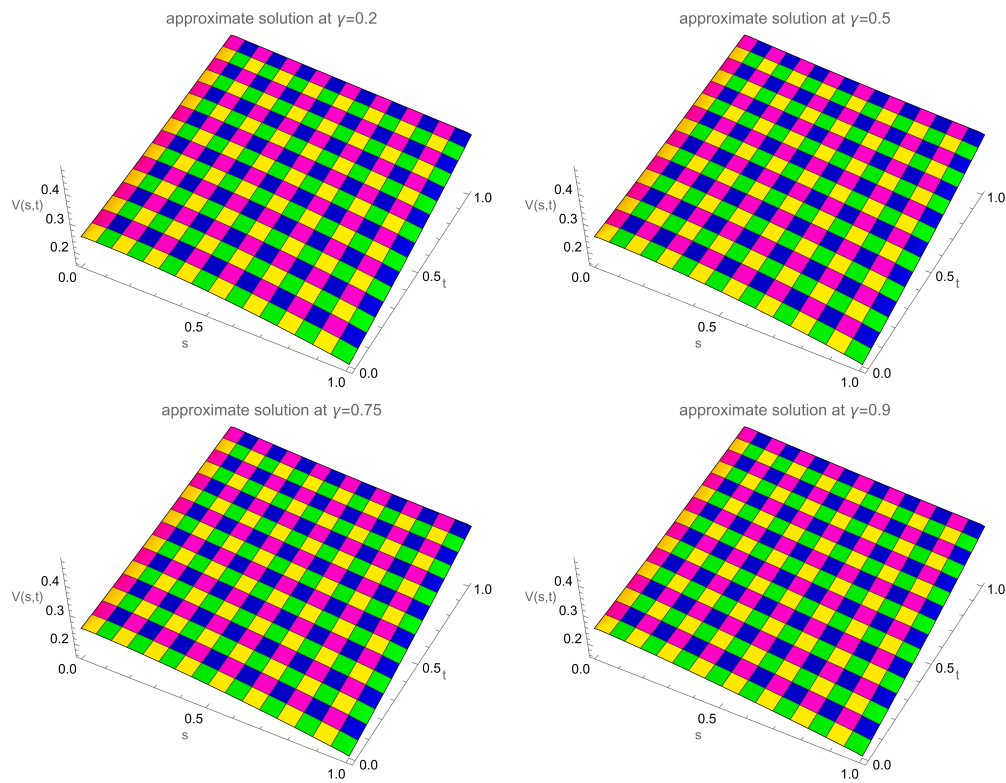 approximate solution at γ=0.2
0.4
V(s,t)
0.3
0.2
0.0
0.5
s
1.0
0.0
0.5
t
1.0
approximate solution at γ=0.5
0.4
V(s,t)
0.3
0.2
0.0
0.5
s
1.0
0.0
0.5
t
1.0
approximate solution at γ=0.75
0.4
V(s,t)
0.3
0.2
0.0
0.5
s
1.0
0.0
0.5
t
1.0
approximate solution at γ=0.9
0.4
V(s,t)
0.3
0.2
0.0
0.5
s
1.0
0.0
0.5
t
1.0